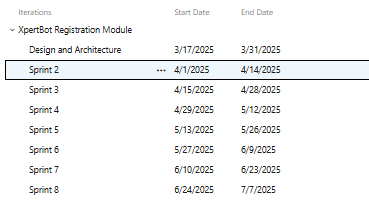 Iterations Start Date End Date
XpertBot Registration Module
Design and Architecture 3/17/2025 3/31/2025
Sprint 2 ... 4/1/2025 4/14/2025
Sprint 3 4/15/2025 4/28/2025
Sprint 4 4/29/2025 5/12/2025
Sprint 5 5/13/2025 5/26/2025
Sprint 6 5/27/2025 6/9/2025
Sprint 7 6/10/2025 6/23/2025
Sprint 8 6/24/2025 7/7/2025